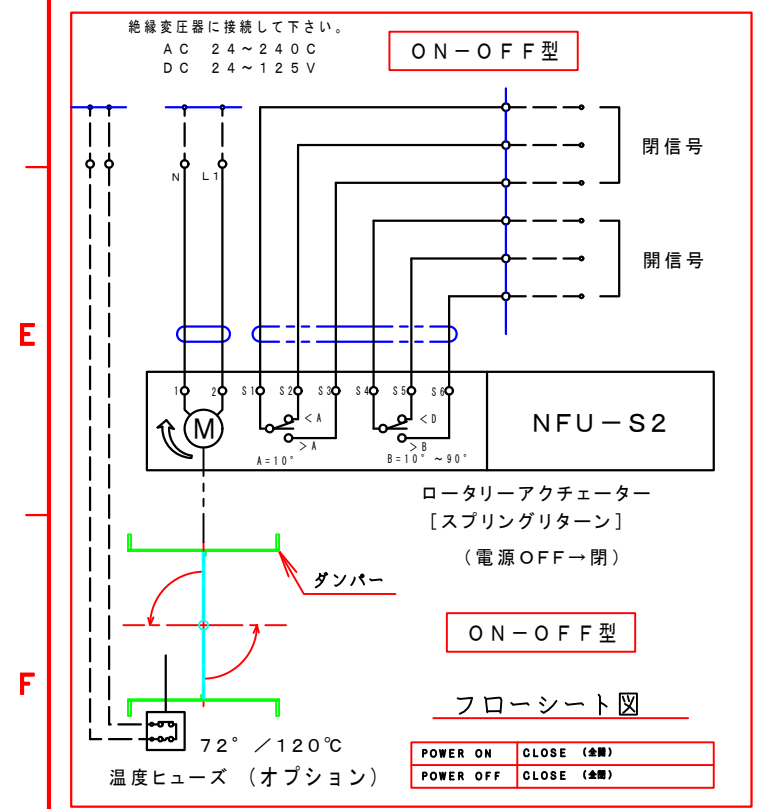 絶縁変圧器に接続して下さい。
AC 24~240C
DC 24~125V
ON-OFF型
閉信号
N L1
開信号
E
1 2 S1 S2 S3 S4 S5 S6
M
<A
>A
A=10°
<D
>B
B=10°~90°
NFU-S2
ロータリーアクチェーター
[スプリングリターン]
(電源OFF→閉)
ダンパー
ON-OFF型
F
フローシート図
72°/120℃
温度ヒューズ (オプション)
POWER ON CLOSE (全閉)
POWER OFF CLOSE (全閉)